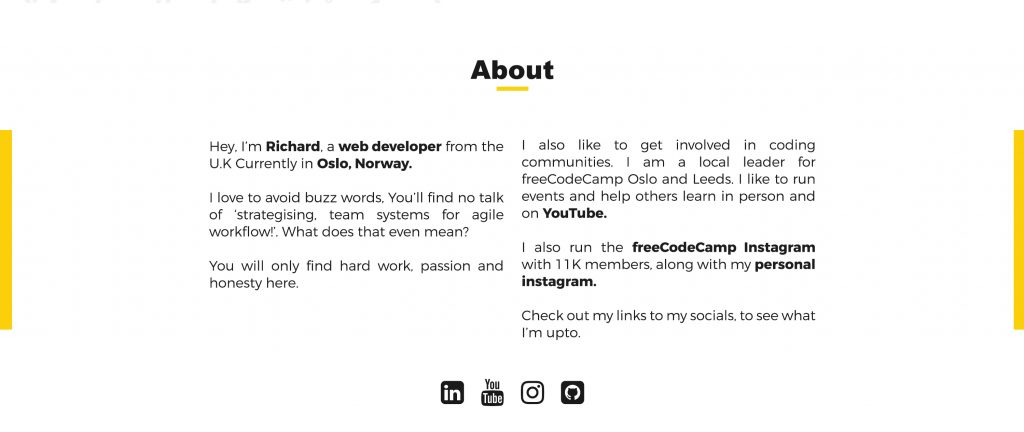 About
Hey, I'm Richard, a web developer from the
U.K Currently in Oslo, Norway.
I love to avoid buzz words, You'll find no talk
of 'strategising, team systems for agile
workflow!'. What does that even mean?
You will only find hard work, passion and
honesty here.
I also like to get involved in coding
communities. I am a local leader for
freeCodeCamp Oslo and Leeds. I like to run
events and help others learn in person and
on YouTube.
I also run the freeCodeCamp Instagram
with 11K members, along with my personal
instagram.
Check out my links to my socials, to see what
I'm upto.
in
You
Tube